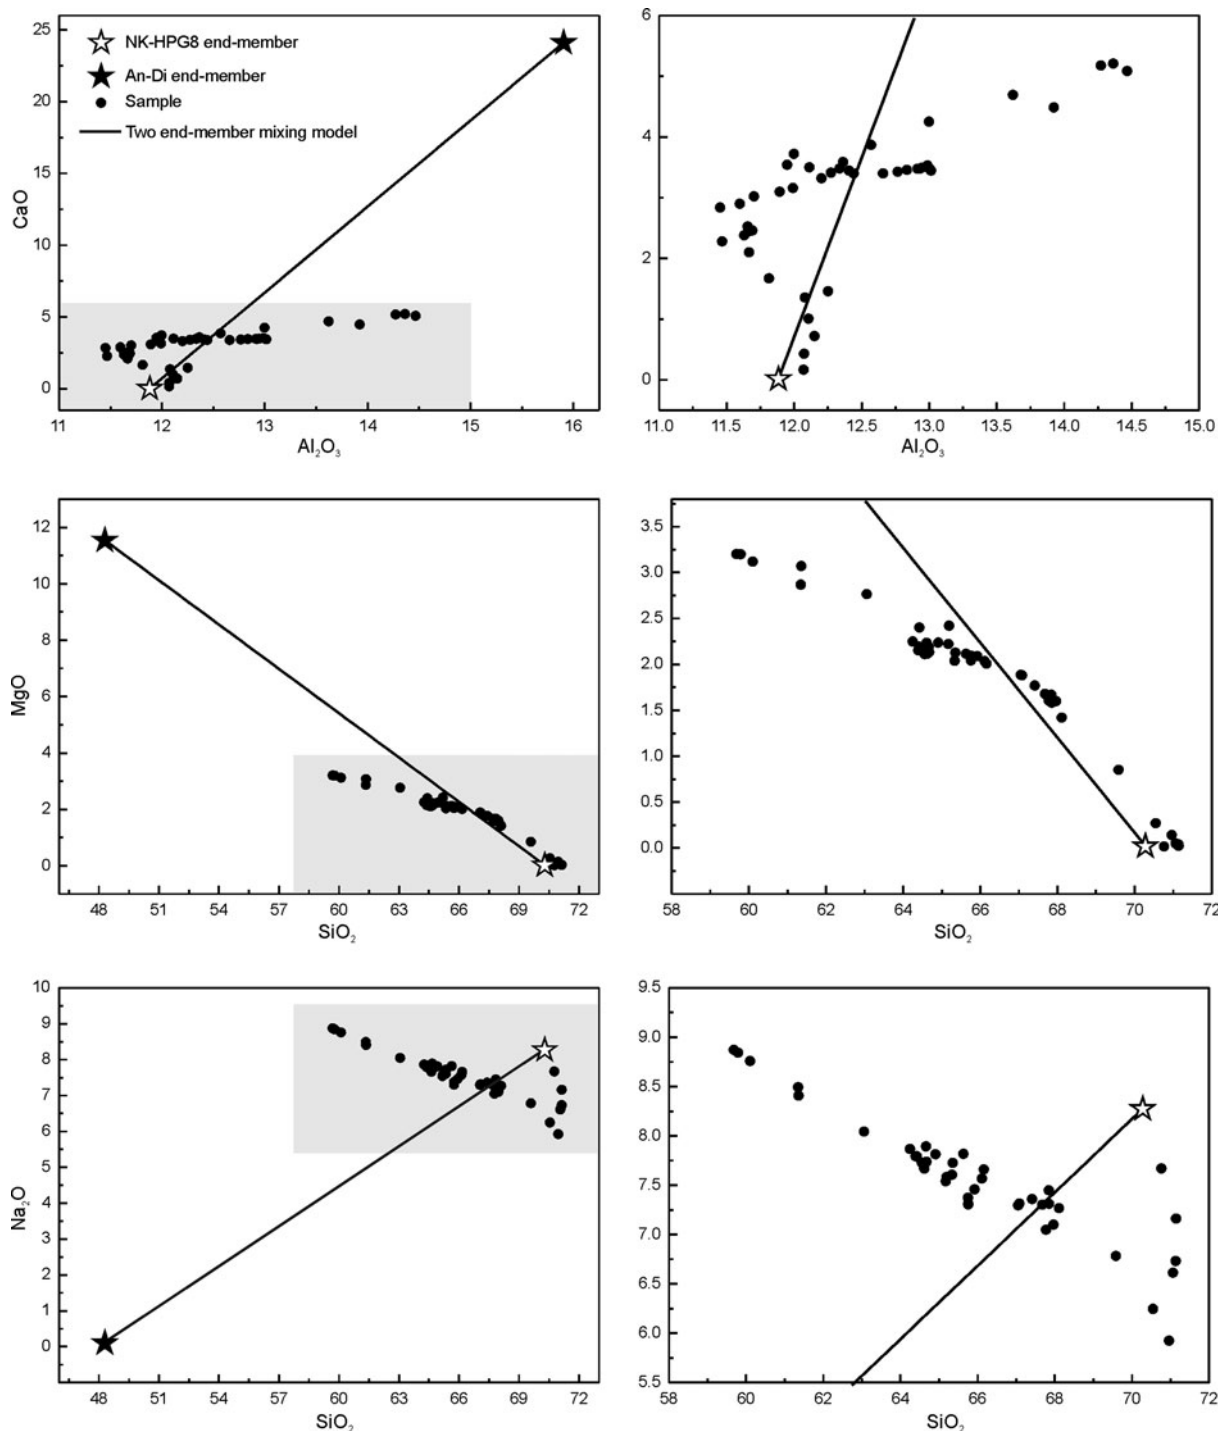 25
20
15
10
5
0
CaO
NK-HPG8 end-member
An-Di end-member
Sample
Two end-member mixing model
11 12 13 14 15 16
Al₂O₃
6
4
2
0
11.0 11.5 12.0 12.5 13.0 13.5 14.0 14.5 15.0
Al₂O₃
12
10
8
6
4
2
0
MgO
48 51 54 57 60 63 66 69 72
SiO₂
3.5
3.0
2.5
2.0
1.5
1.0
0.5
0.0
58 60 62 64 66 68 70 72
SiO₂
10
9
8
7
6
5
4
3
2
1
0
Na₂O
48 51 54 57 60 63 66 69 72
SiO₂
9.5
9.0
8.5
8.0
7.5
7.0
6.5
6.0
5.5
58 60 62 64 66 68 70 72
SiO₂